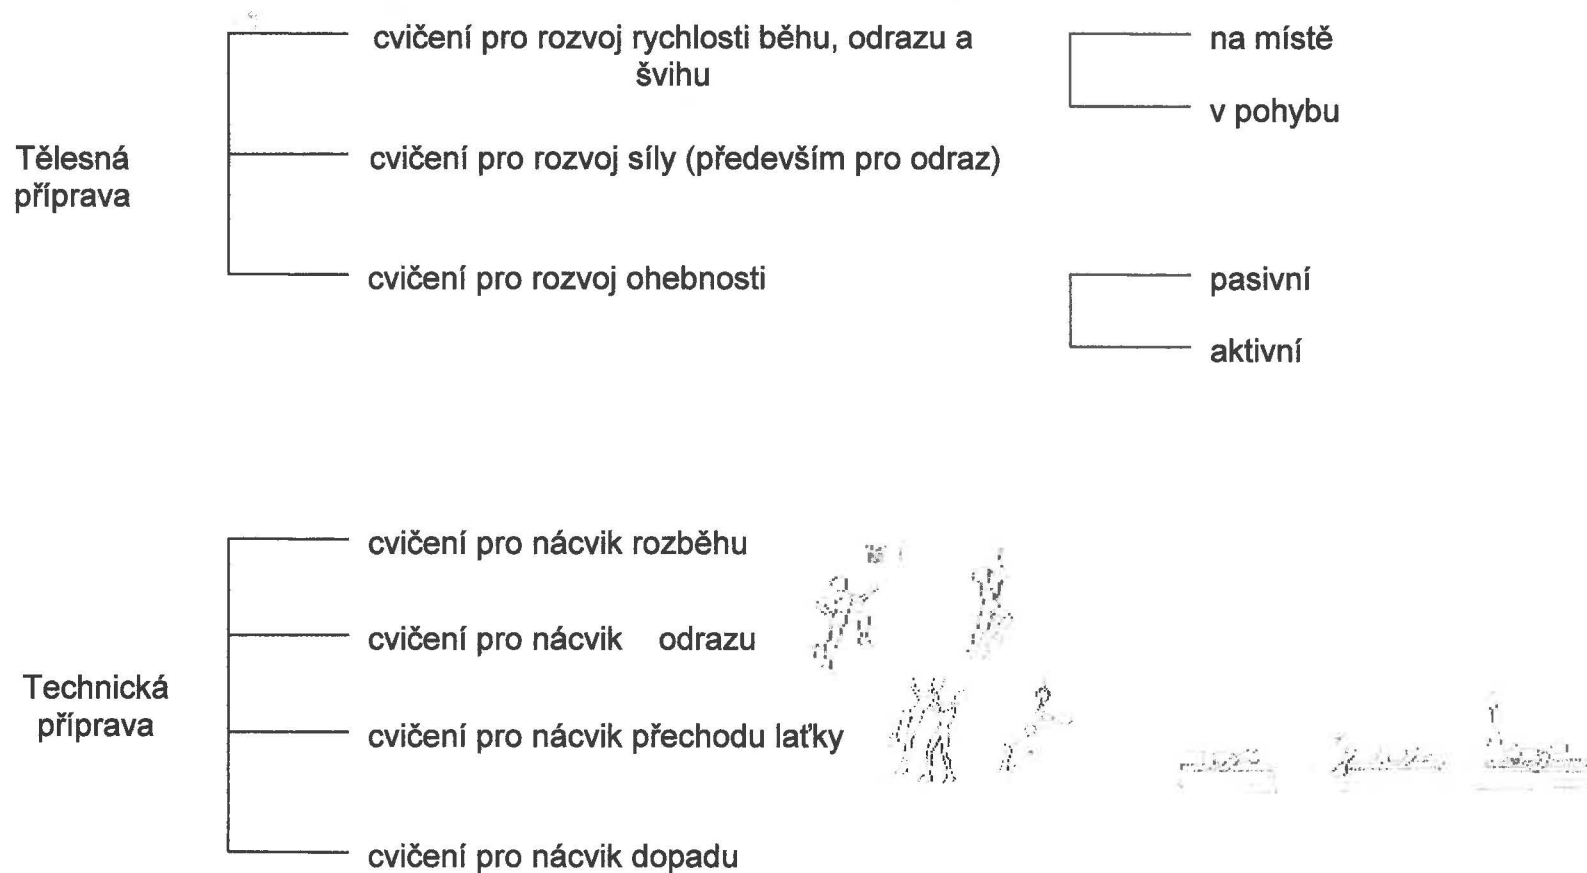 cvičení pro rozvoj rychlosti běhu, odrazu a
švihu
na místě
v pohybu
Tělesná
příprava
cvičení pro rozvoj síly (především pro odraz)
cvičení pro rozvoj ohebnosti
pasivní
aktivní
cvičení pro nácvik rozběhu
cvičení pro nácvik odrazu
Technická
příprava
cvičení pro nácvik přechodu laťky
cvičení pro nácvik dopadu